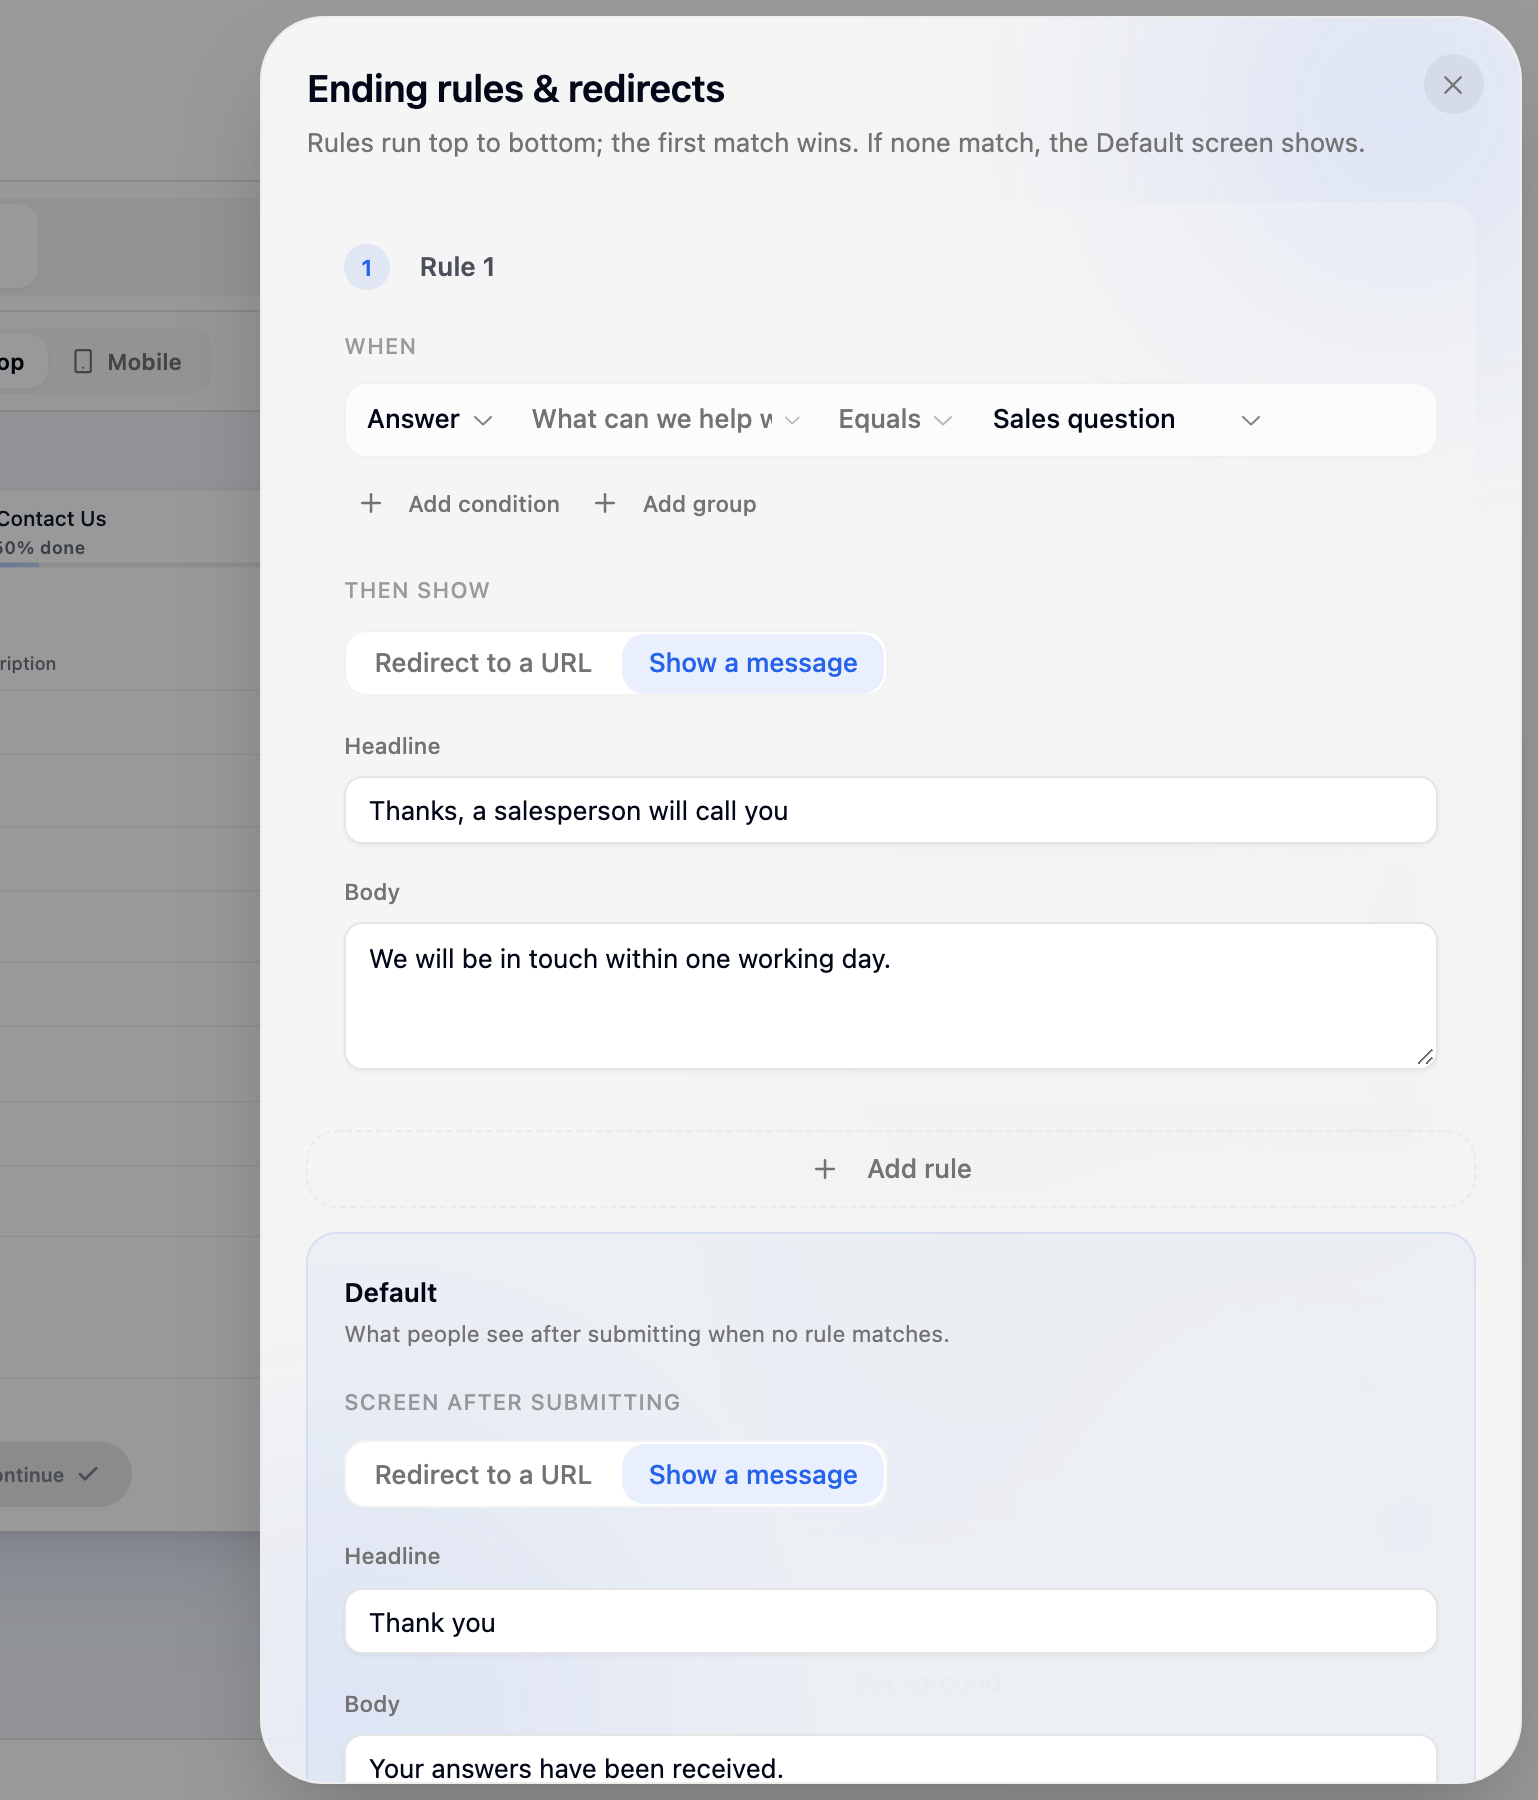 Ending rules & redirects
Rules run top to bottom; the first match wins. If none match, the Default screen shows.
1 Rule 1
WHEN
Answer What can we help Equals Sales question
Add condition Add group
THEN SHOW
Redirect to a URL Show a message
Headline
Thanks, a salesperson will call you
Body
We will be in touch within one working day.
Add rule
Default
What people see after submitting when no rule matches.
SCREEN AFTER SUBMITTING
Redirect to a URL Show a message
Headline
Thank you
Background
Body
Your answers have been received.
Mobile
Contact Us
50% done